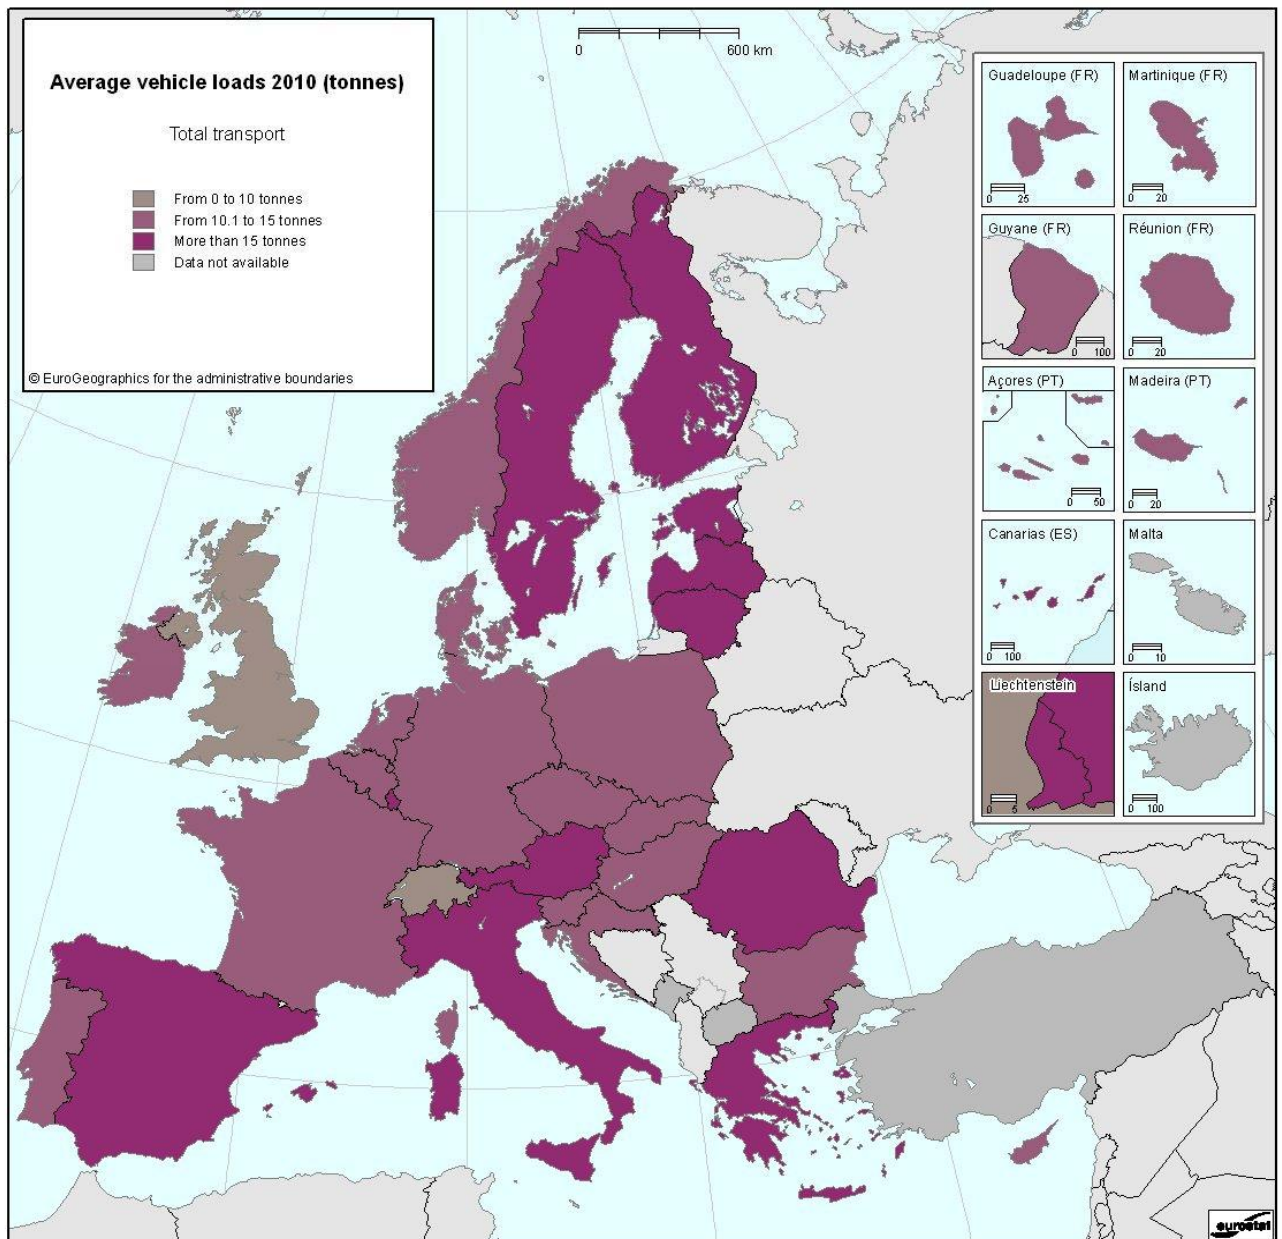 Average vehicle loads 2010 (tonnes)
Total transport
From 0 to 10 tonnes
From 10.1 to 15 tonnes
More than 15 tonnes
Data not available
© EuroGeographics for the administrative boundaries
0 600 km
Guadeloupe (FR)
0 25
Martinique (FR)
0 20
Guyane (FR)
0 100
Réunion (FR)
0 20
Açores (PT)
0 50
Madeira (PT)
0 20
Canarias (ES)
0 100
Malta
0 10
Liechtenstein
0 5
Ísland
0 100
eurostat